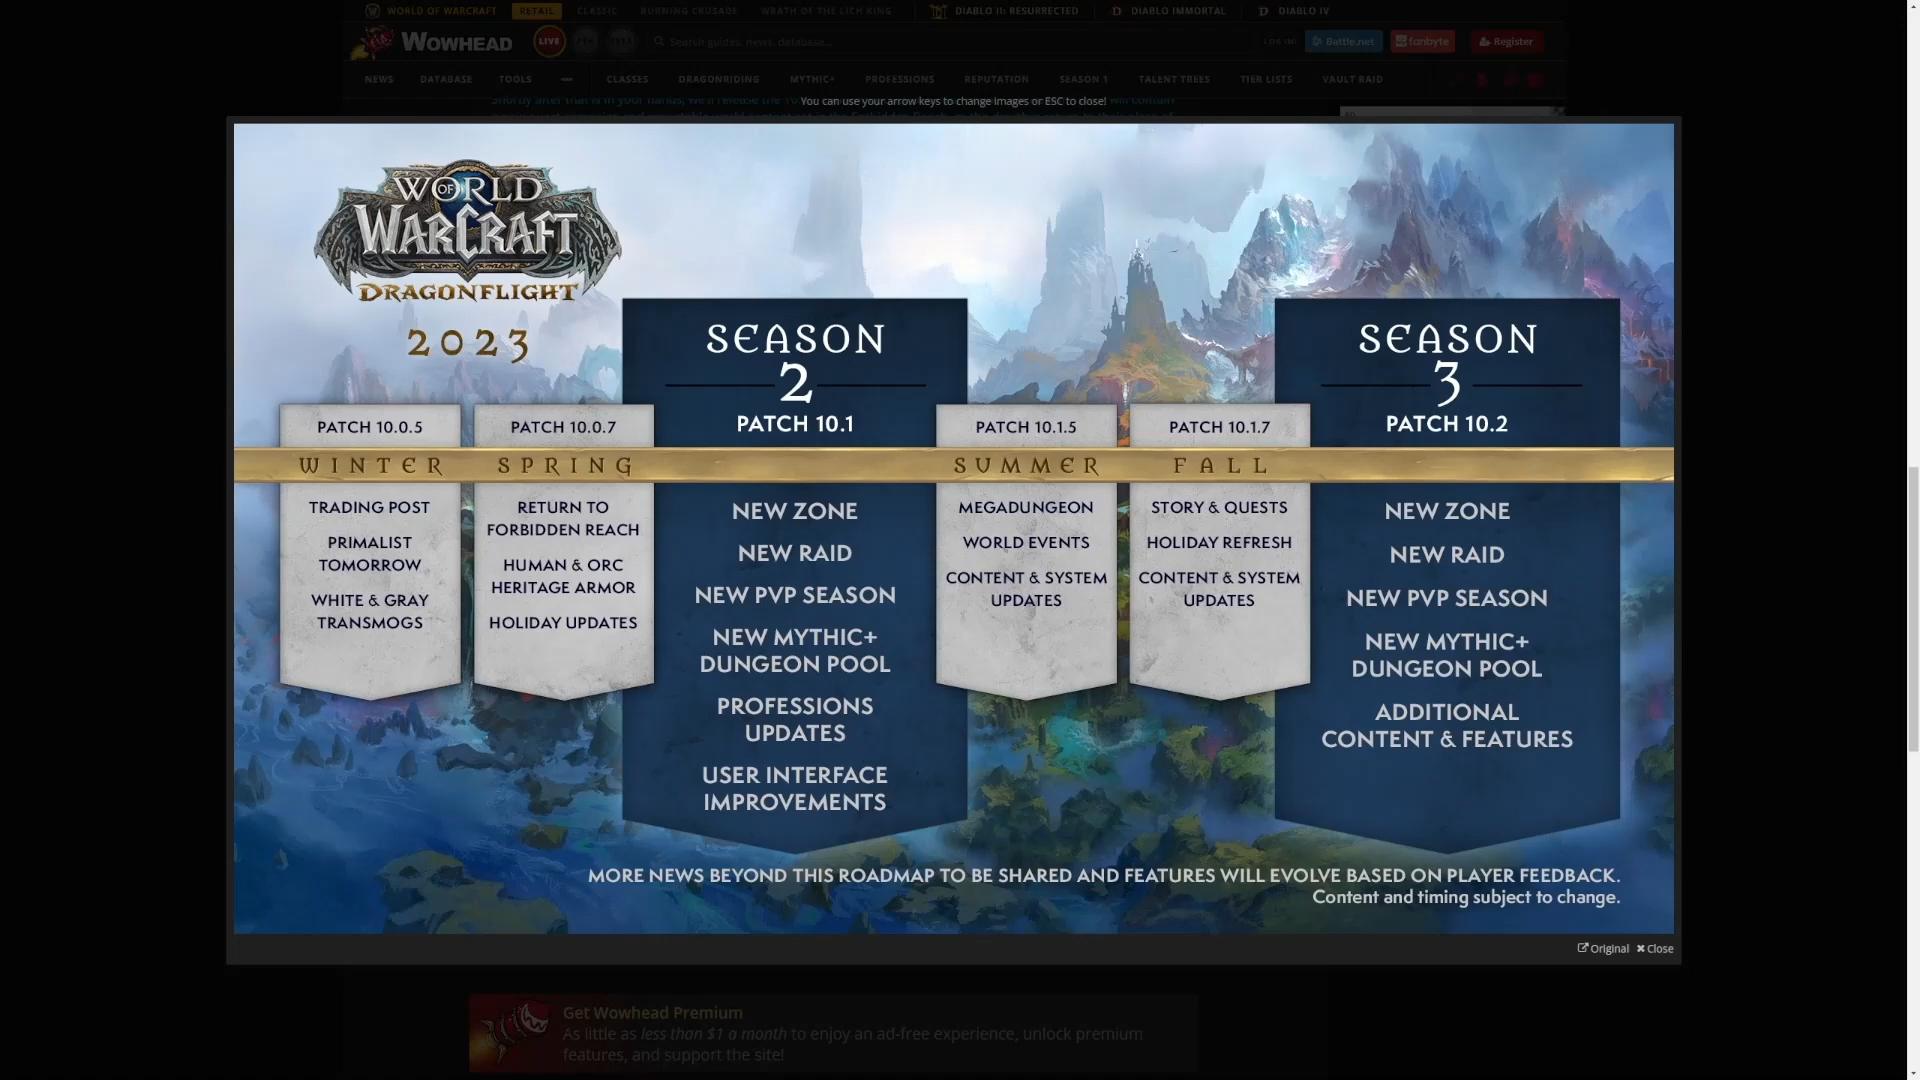 WORLD OF WARCRAFT
RETAIL
CLASSIC
BURNING CRUSADE
WRATH OF THE LICH KING
DIABLO II: RESURRECTED
DIABLO IMMORTAL
DIABLO IV
WOWHEAD
LIVE
Search guides, news, database...
LOG IN:
Battle.net
fanbyte
Register
NEWS
DATABASE
TOOLS
CLASSES
DRAGONRIDING
MYTHIC+
PROFESSIONS
REPUTATION
SEASON 1
TALENT TREES
TIER LISTS
VAULT RAID
You can use your arrow keys to change images or ESC to close!
WORLD
OF
WARCRAFT
DRAGONFLIGHT
2023
SEASON
2
PATCH 10.1
SEASON
3
PATCH 10.2
PATCH 10.0.5
PATCH 10.0.7
PATCH 10.1.5
PATCH 10.1.7
WINTER
SPRING
SUMMER
FALL
TRADING POST
PRIMALIST
TOMORROW
WHITE & GRAY
TRANSMOGS
RETURN TO
FORBIDDEN REACH
HUMAN & ORC
HERITAGE ARMOR
HOLIDAY UPDATES
NEW ZONE
NEW RAID
NEW PVP SEASON
NEW MYTHIC+
DUNGEON POOL
PROFESSIONS
UPDATES
USER INTERFACE
IMPROVEMENTS
MEGADUNGEON
WORLD EVENTS
CONTENT & SYSTEM
UPDATES
STORY & QUESTS
HOLIDAY REFRESH
CONTENT & SYSTEM
UPDATES
NEW ZONE
NEW RAID
NEW PVP SEASON
NEW MYTHIC+
DUNGEON POOL
ADDITIONAL
CONTENT & FEATURES
MORE NEWS BEYOND THIS ROADMAP TO BE SHARED AND FEATURES WILL EVOLVE BASED ON PLAYER FEEDBACK.
Content and timing subject to change.
Original
Close
Get Wowhead Premium
As little as less than $1 a month to enjoy an ad-free experience, unlock premium
features, and support the site!